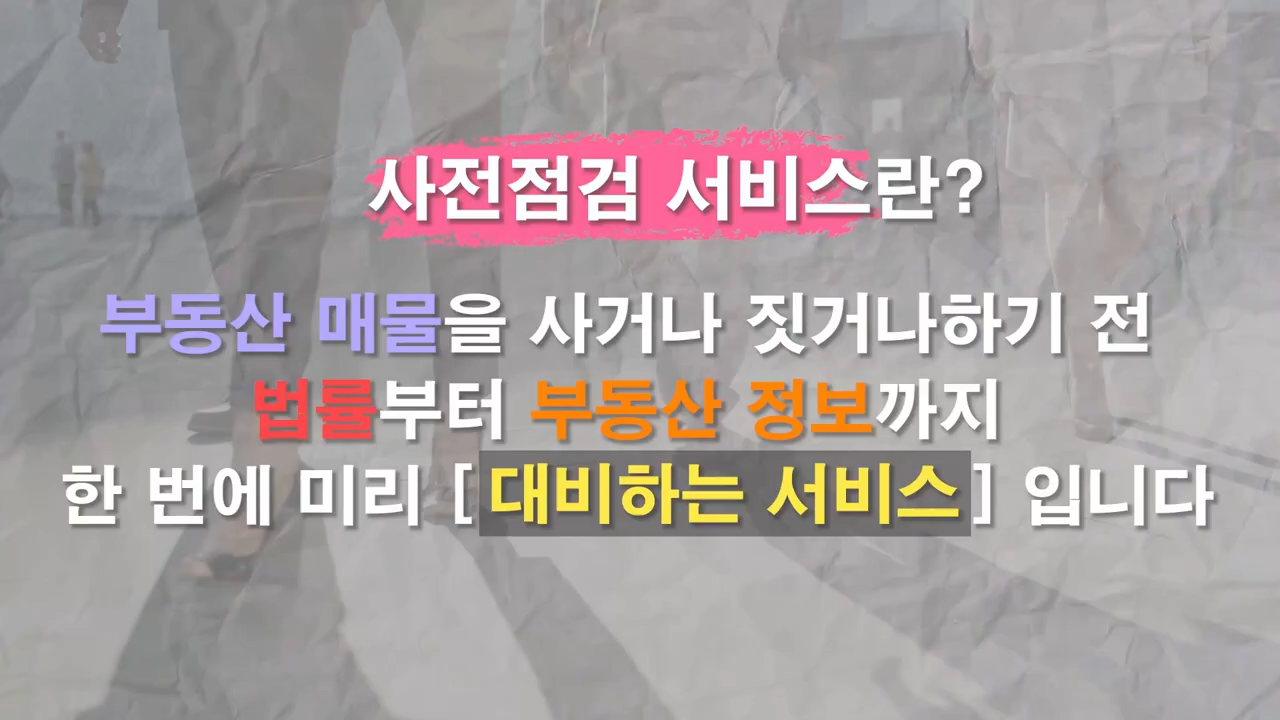 사전점검 서비스란?
부동산 매물을 사거나 짓거나하기 전
법률부터 부동산 정보까지
한 번에 미리 [대비하는 서비스] 입니다